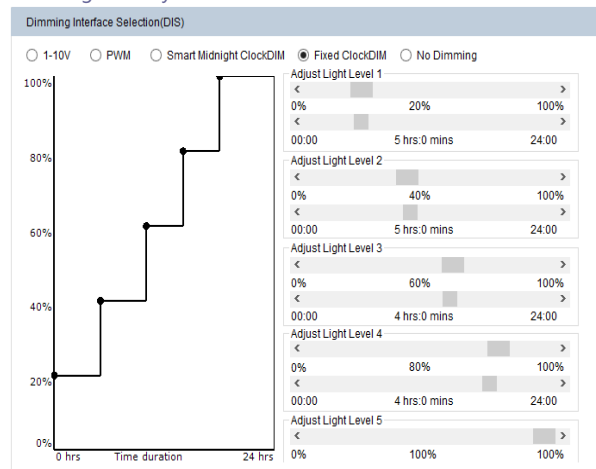 Dimming Interface Selection(DIS)
1-10V PWM Smart Midnight ClockDIM Fixed ClockDIM No Dimming
100%
80%
60%
40%
20%
0%
0 hrs Time duration 24 hrs
Adjust Light Level 1
0% 20% 100%
00:00 5 hrs:0 mins 24:00
Adjust Light Level 2
0% 40% 100%
00:00 5 hrs:0 mins 24:00
Adjust Light Level 3
0% 60% 100%
00:00 4 hrs:0 mins 24:00
Adjust Light Level 4
0% 80% 100%
00:00 4 hrs:0 mins 24:00
Adjust Light Level 5
0% 100% 100%